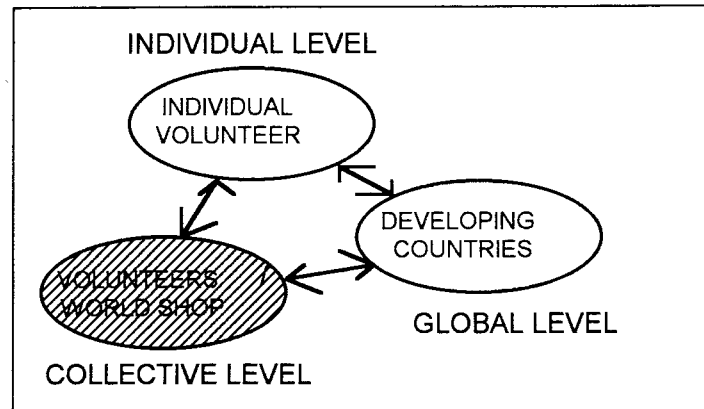 INDIVIDUAL LEVEL
INDIVIDUAL
VOLUNTEER
DEVELOPING
COUNTRIES
VOLUNTEERS /
WORLD SHOP
GLOBAL LEVEL
COLLECTIVE LEVEL